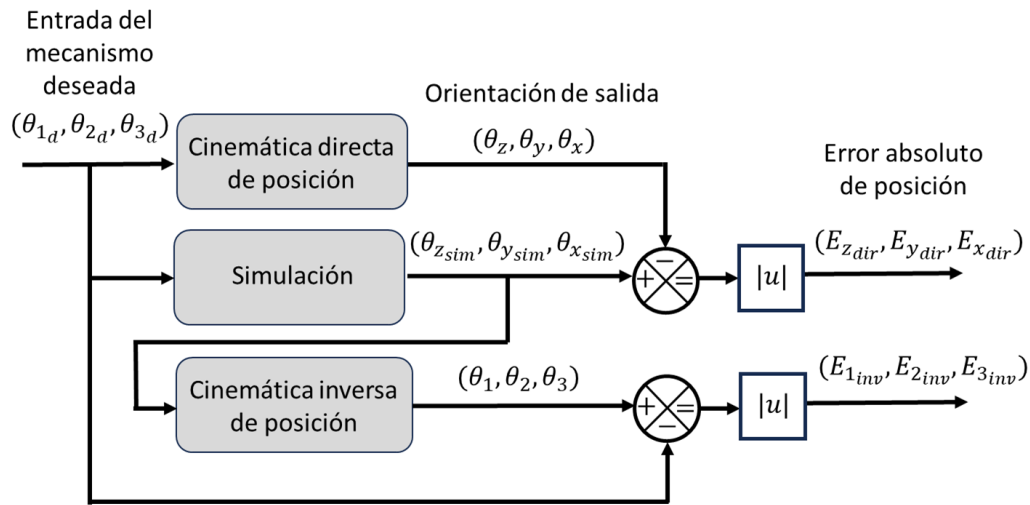 Entrada del
mecanismo
deseada
(θ1d, θ2d, θ3d)
Cinemática directa
de posición
Orientación de salida
(θz, θy, θx)
Error absoluto
de posición
Simulación
(θzsim, θysim, θxsim)
+ − =
|u|
(Ezdir, Eydir, Exdir)
Cinemática inversa
de posición
(θ1, θ2, θ3)
+ − =
|u|
(E1inv, E2inv, E3inv)